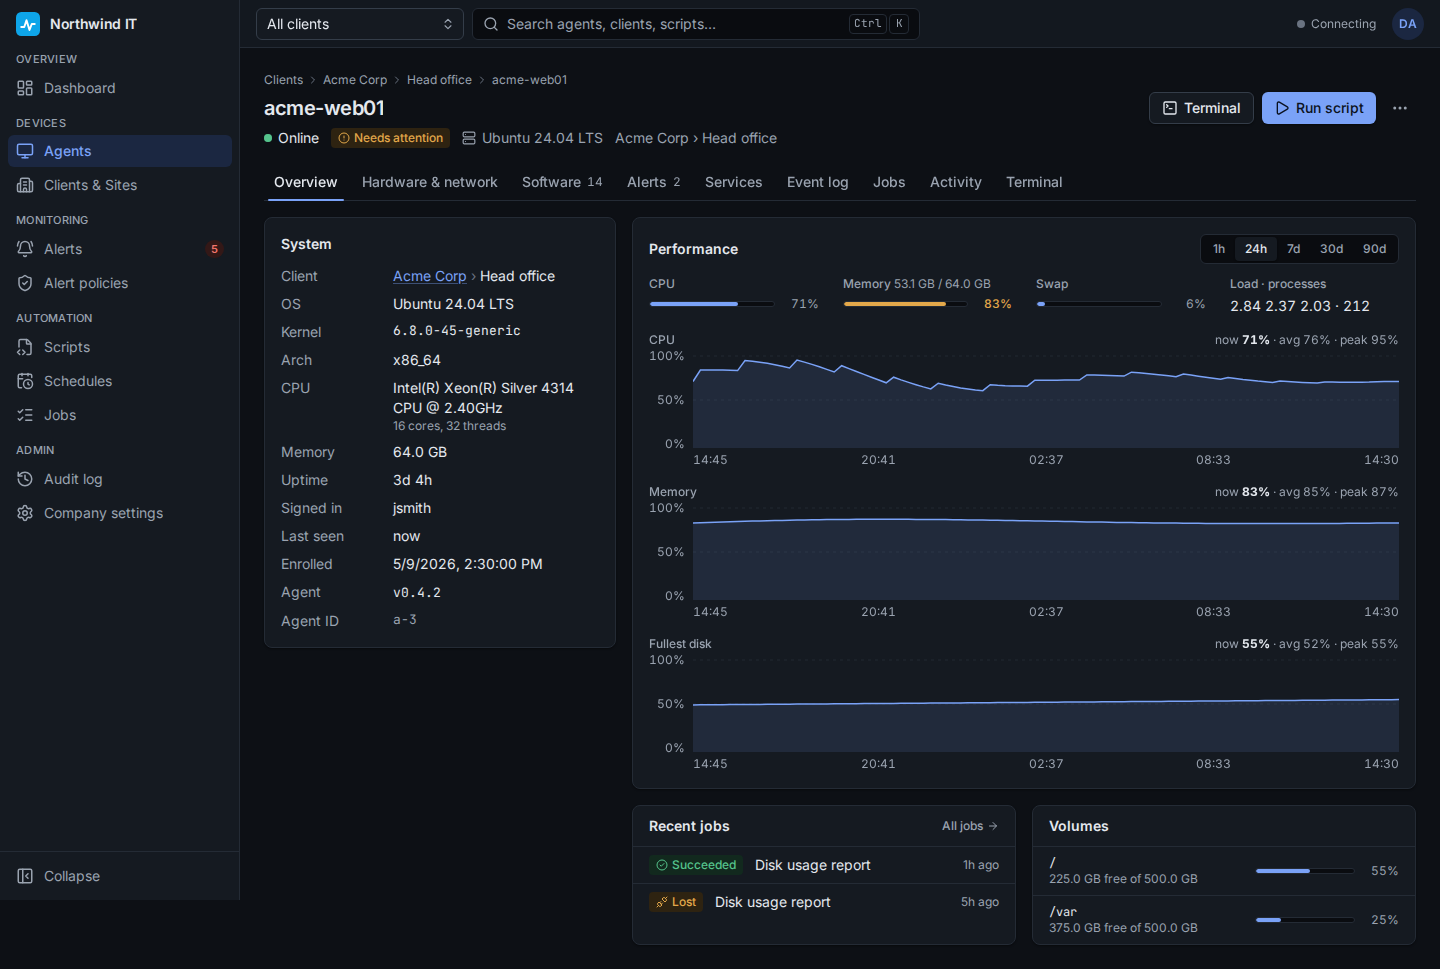 Northwind IT
All clients
Search agents, clients, scripts...
Ctrl K
Connecting
DA
OVERVIEW
Dashboard
DEVICES
Agents
Clients & Sites
MONITORING
Alerts 5
Alert policies
AUTOMATION
Scripts
Schedules
Jobs
ADMIN
Audit log
Company settings
Collapse
Clients › Acme Corp › Head office › acme-web01
acme-web01
Terminal
Run script
Online
Needs attention
Ubuntu 24.04 LTS
Acme Corp › Head office
Overview
Hardware & network
Software 14
Alerts 2
Services
Event log
Jobs
Activity
Terminal
System
Client Acme Corp › Head office
OS Ubuntu 24.04 LTS
Kernel 6.8.0-45-generic
Arch x86_64
CPU Intel(R) Xeon(R) Silver 4314
CPU @ 2.40GHz
16 cores, 32 threads
Memory 64.0 GB
Uptime 3d 4h
Signed in jsmith
Last seen now
Enrolled 5/9/2026, 2:30:00 PM
Agent v0.4.2
Agent ID a-3
Performance
1h 24h 7d 30d 90d
CPU
71%
Memory 53.1 GB / 64.0 GB
83%
Swap
6%
Load · processes
2.84 2.37 2.03 · 212
CPU
now 71% · avg 76% · peak 95%
100%
50%
0%
14:45 20:41 02:37 08:33 14:30
Memory
now 83% · avg 85% · peak 87%
100%
50%
0%
14:45 20:41 02:37 08:33 14:30
Fullest disk
now 55% · avg 52% · peak 55%
100%
50%
0%
14:45 20:41 02:37 08:33 14:30
Recent jobs
All jobs →
Succeeded Disk usage report 1h ago
Lost Disk usage report 5h ago
Volumes
/
225.0 GB free of 500.0 GB
55%
/var
375.0 GB free of 500.0 GB
25%